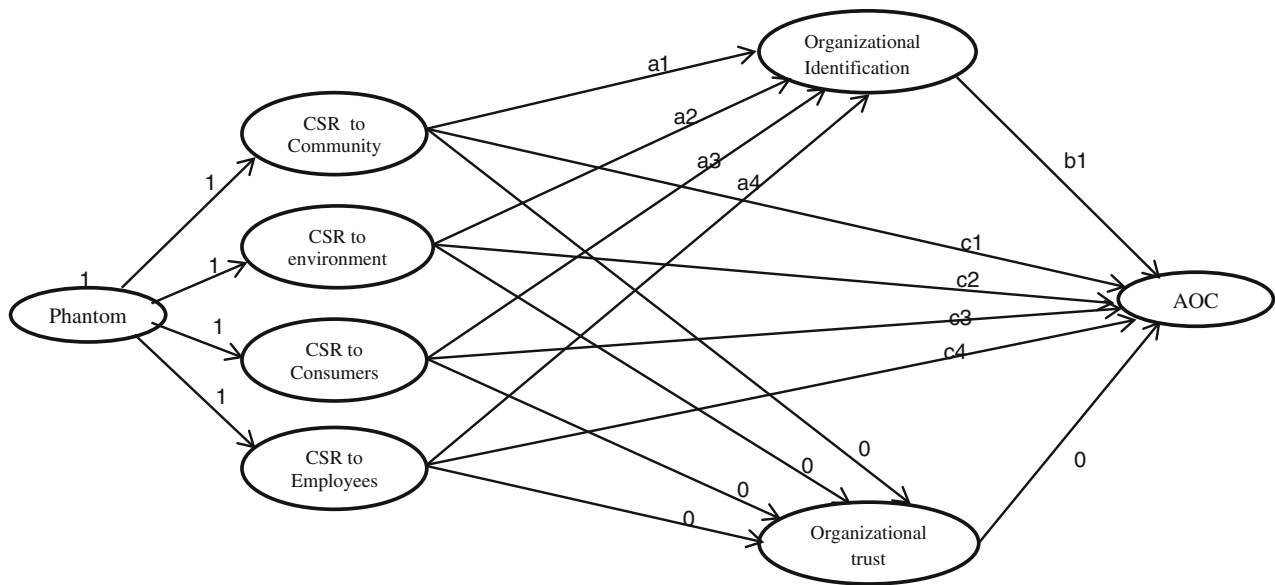 Organizational
Identification
a1
CSR to
Community
a2
b1
a3
1
a4
CSR to
environment
c1
1
1
c2
AOC
Phantom
c3
1
CSR to
Consumers
c4
1
CSR to
Employees
0
0
0
0
0
Organizational
trust